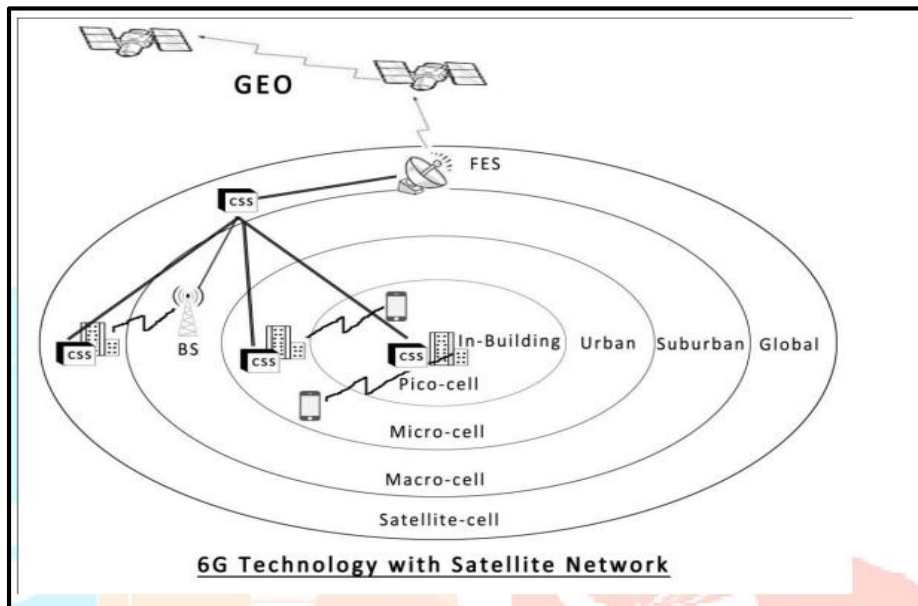 GEO
FES
CSS
BS
CSS
CSS
CSS
In-Building
Urban
Suburban
Global
Pico-cell
Micro-cell
Macro-cell
Satellite-cell
6G Technology with Satellite Network